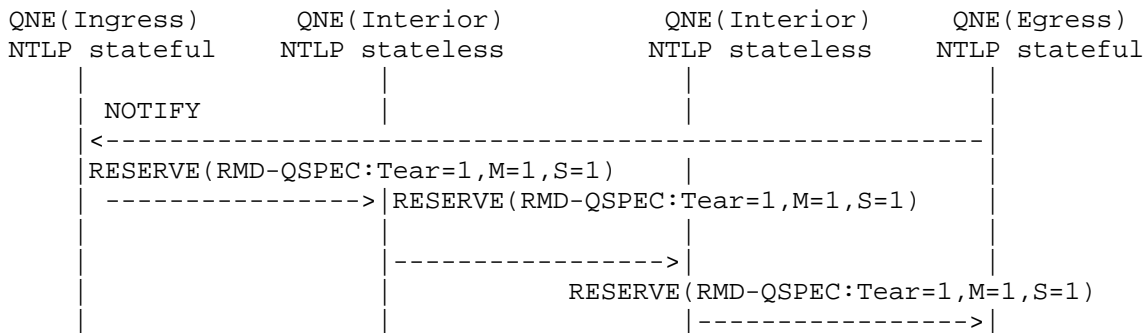 QNE(Ingress) QNE(Interior) QNE(Interior) QNE(Egress)
NTLP stateful NTLP stateless NTLP stateless NTLP stateful
NOTIFY
RESERVE(RMD-QSPEC:Tear=1,M=1,S=1)
RESERVE(RMD-QSPEC:Tear=1,M=1,S=1)
RESERVE(RMD-QSPEC:Tear=1,M=1,S=1)